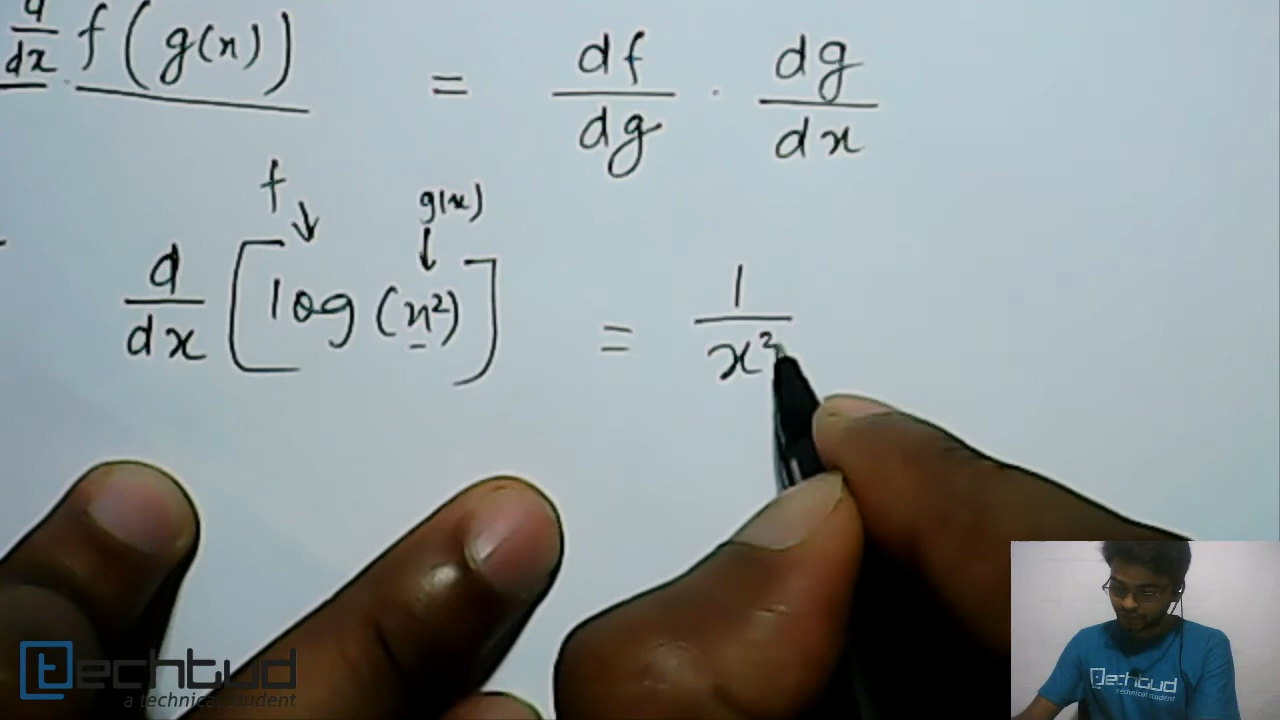 d/dx f(g(x)) = df/dg · dg/dx
f g(x)
d/dx [log(x²)] = 1/x²
techtud
a technical student
techtud
a technical student